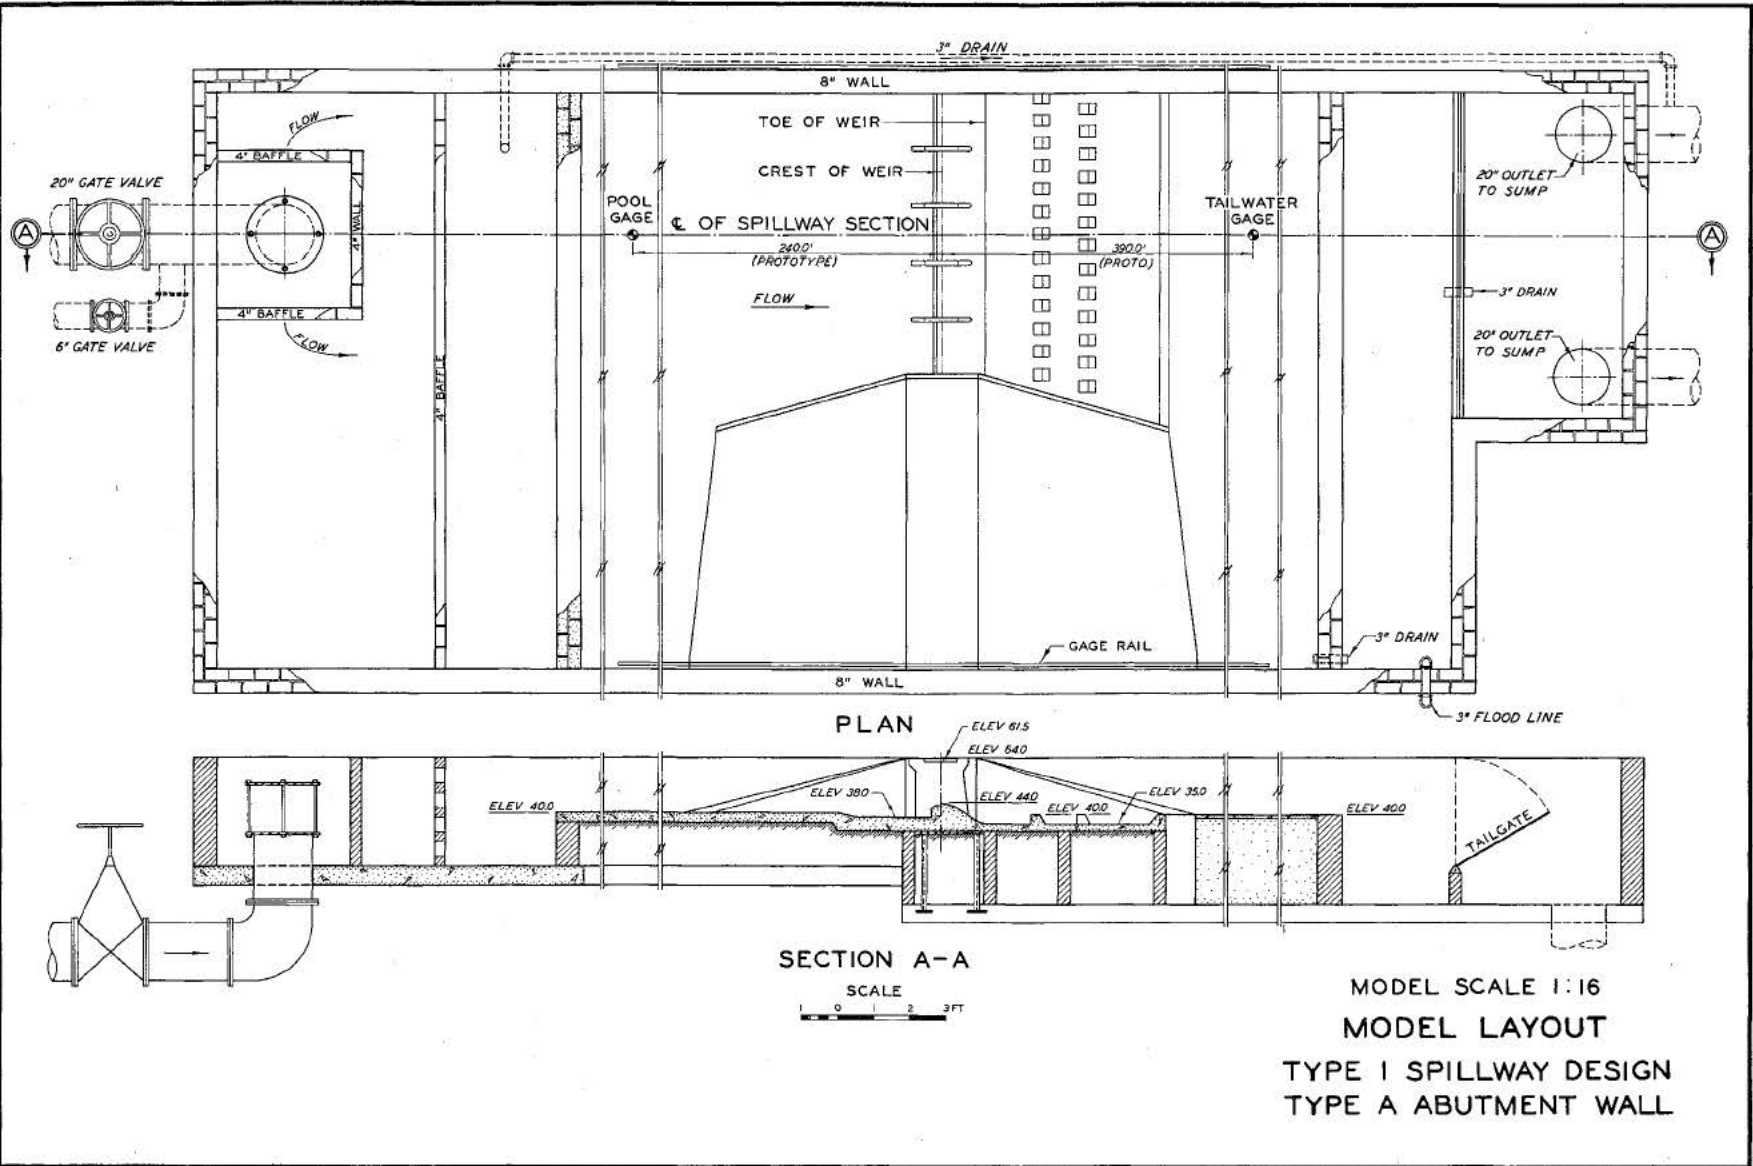 3" DRAIN
8" WALL
FLOW
TOE OF WEIR
4" BAFFLE
CREST OF WEIR
20" GATE VALVE
20" OUTLET
TO SUMP
4" WALL
POOL
GAGE
℄ OF SPILLWAY SECTION
TAILWATER
GAGE
A
A
240.0'
(PROTOTYPE)
390.0'
(PROTO)
FLOW
3" DRAIN
4" BAFFLE
6" GATE VALVE
FLOW
20" OUTLET
TO SUMP
4" BAFFLE
3" DRAIN
GAGE RAIL
8" WALL
3" FLOOD LINE
PLAN
ELEV 61.5
ELEV 64.0
ELEV 40.0
ELEV 38.0
ELEV 44.0
ELEV 40.0
ELEV 35.0
ELEV 40.0
TAILGATE
SECTION A-A
SCALE
1 0 1 2 3 FT
MODEL SCALE 1:16
MODEL LAYOUT
TYPE 1 SPILLWAY DESIGN
TYPE A ABUTMENT WALL